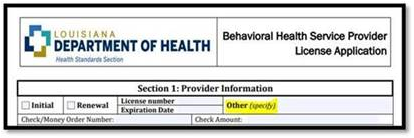 LOUISIANA
DEPARTMENT OF HEALTH
Health Standards Section
Behavioral Health Service Provider
License Application
Section 1: Provider Information
☐ Initial ☐ Renewal License number
Expiration Date Other (specify)
Check/Money Order Number: Check Amount: